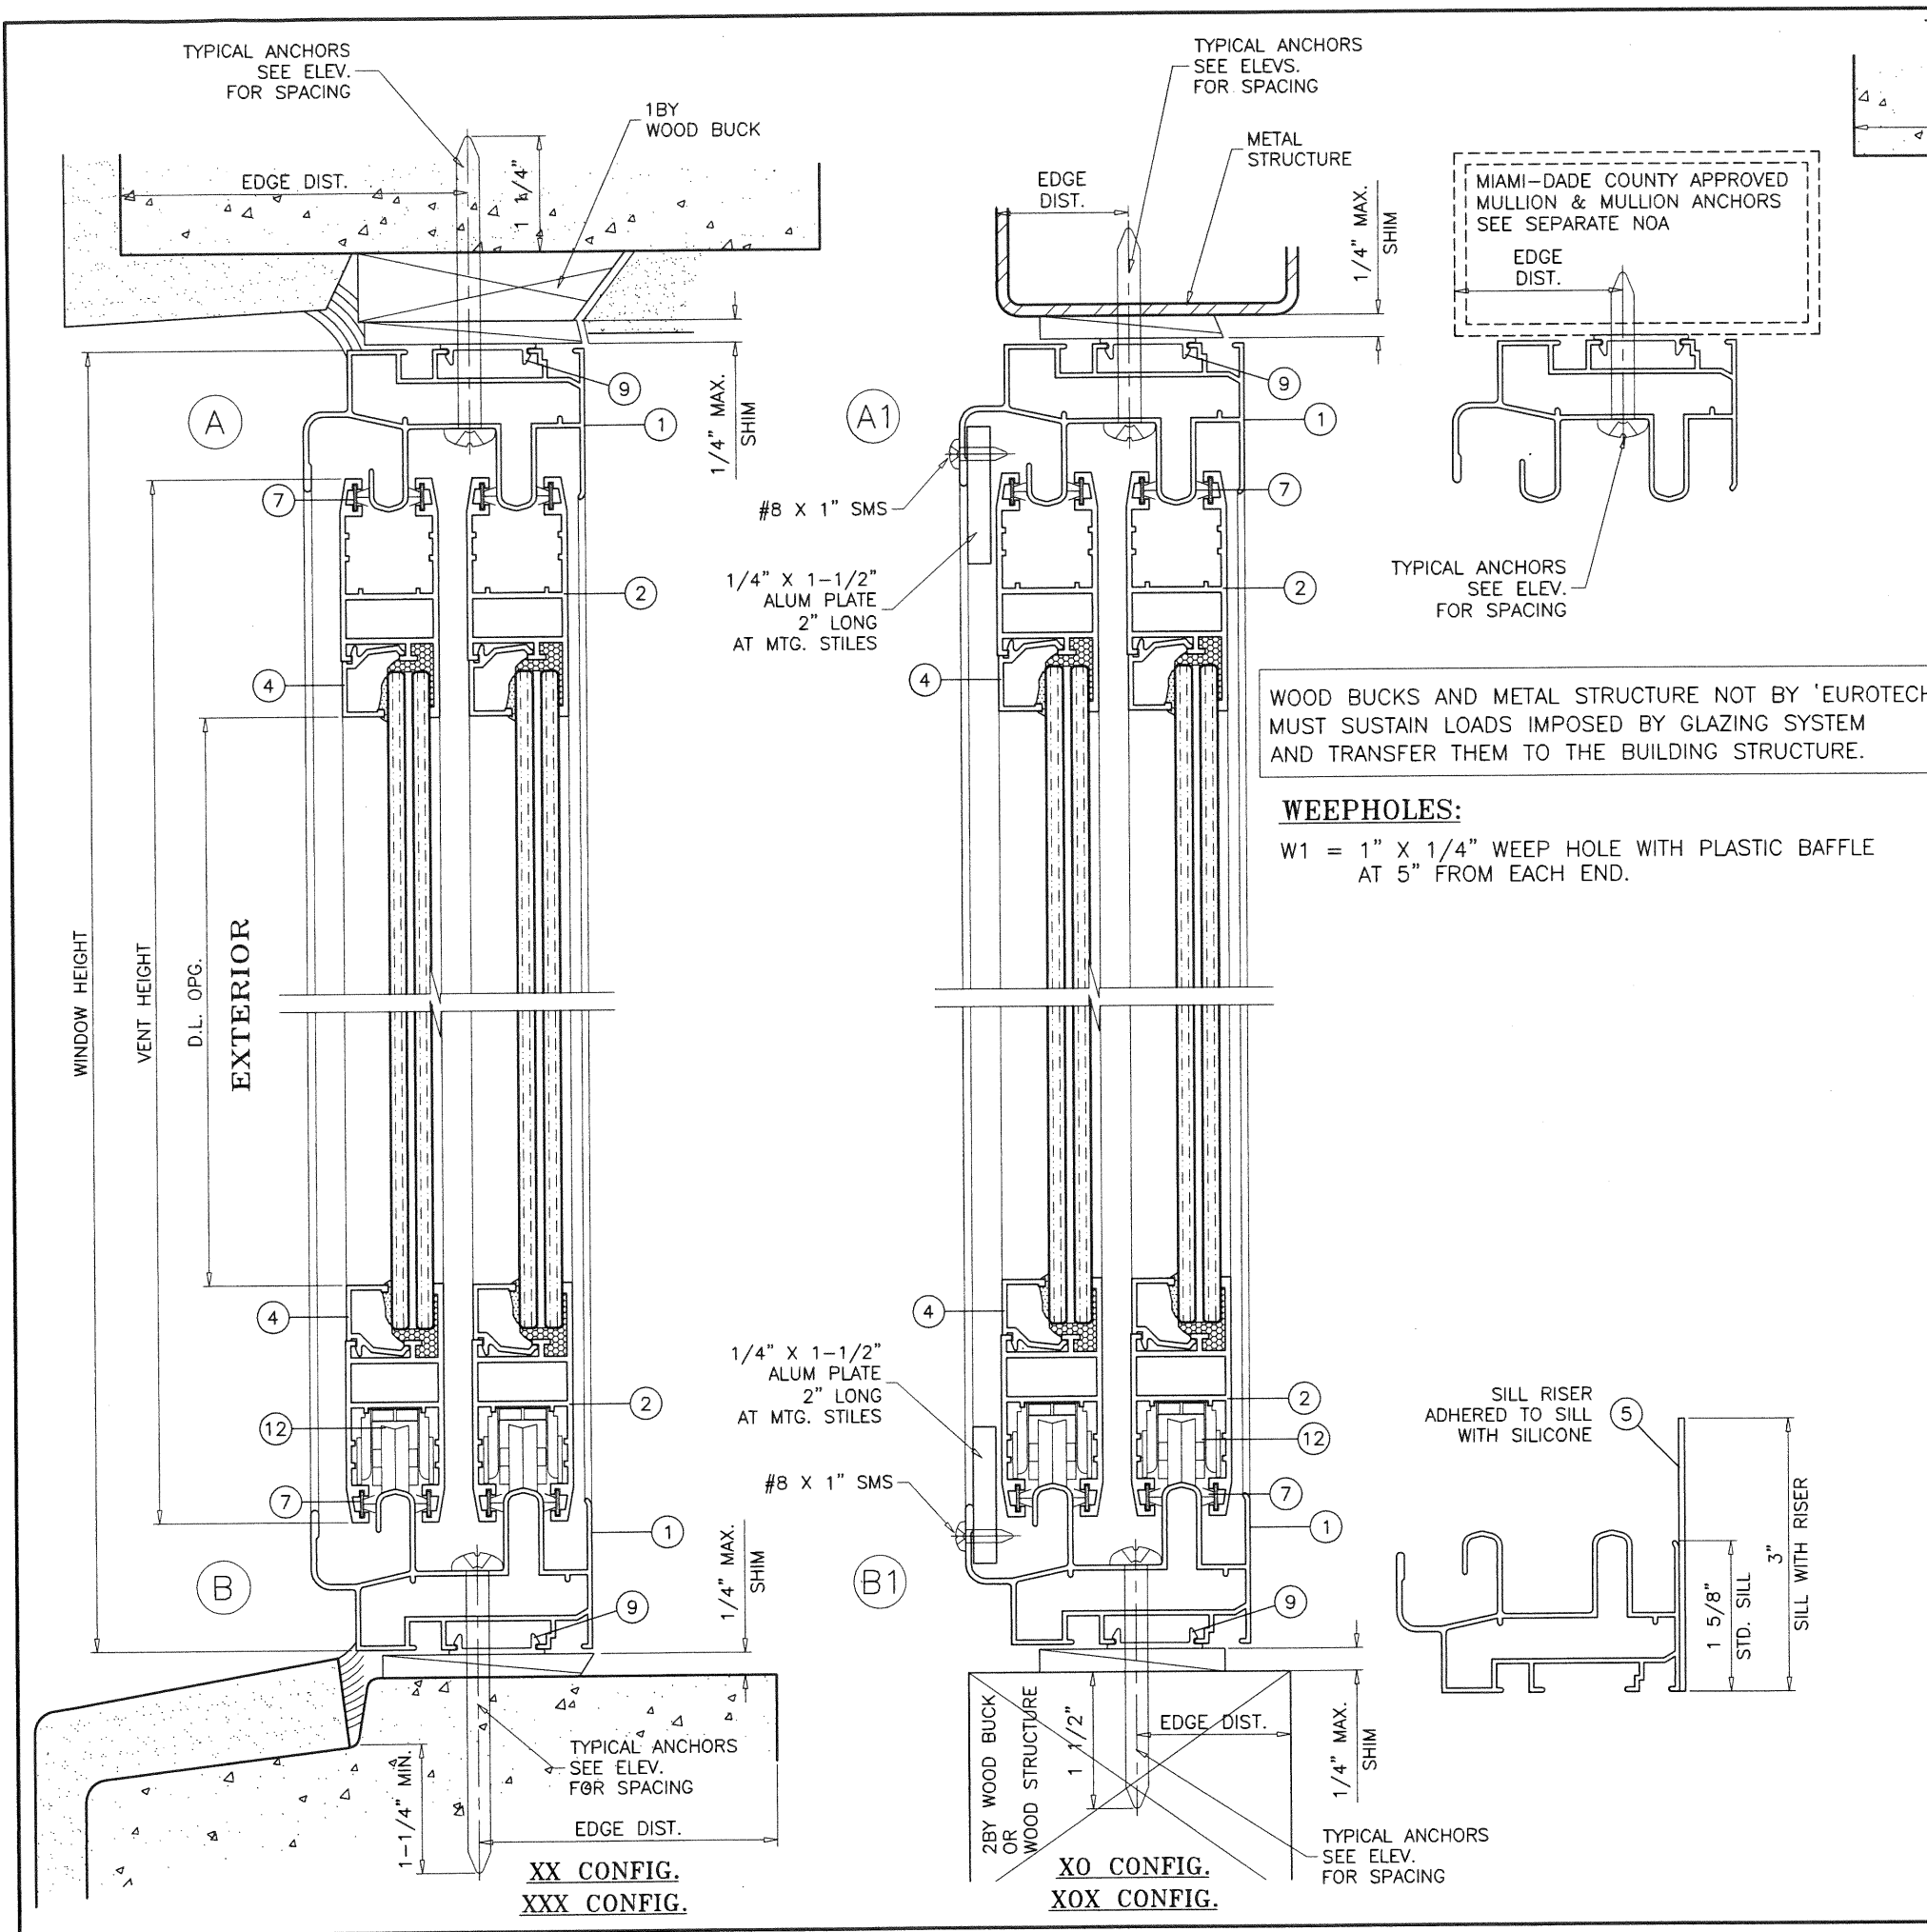 TYPICAL ANCHORS
SEE ELEV.
FOR SPACING
1BY
WOOD BUCK
EDGE DIST.
1 1/4"
A
9
1
1/4" MAX.
SHIM
7
2
4
WINDOW HEIGHT
VENT HEIGHT
D.L. OPG.
EXTERIOR
4
2
12
7
1
B
9
1/4" MAX.
SHIM
TYPICAL ANCHORS
SEE ELEV.
FOR SPACING
1-1/4" MIN.
EDGE DIST.
XX CONFIG.
XXX CONFIG.
TYPICAL ANCHORS
SEE ELEVS.
FOR SPACING
METAL
STRUCTURE
EDGE
DIST.
1/4" MAX.
SHIM
A1
9
1
#8 X 1" SMS
7
1/4" X 1-1/2"
ALUM PLATE
2" LONG
AT MTG. STILES
2
4
4
1/4" X 1-1/2"
ALUM PLATE
2" LONG
AT MTG. STILES
2
12
#8 X 1" SMS
7
1
B1
9
2BY WOOD BUCK
OR
WOOD STRUCTURE
1 1/2"
EDGE DIST.
1/4" MAX.
SHIM
TYPICAL ANCHORS
SEE ELEV.
FOR SPACING
XO CONFIG.
XOX CONFIG.
MIAMI-DADE COUNTY APPROVED
MULLION & MULLION ANCHORS
SEE SEPARATE NOA
EDGE
DIST.
TYPICAL ANCHORS
SEE ELEV.
FOR SPACING
WOOD BUCKS AND METAL STRUCTURE NOT BY 'EUROTECH
MUST SUSTAIN LOADS IMPOSED BY GLAZING SYSTEM
AND TRANSFER THEM TO THE BUILDING STRUCTURE.
WEEPHOLES:
W1 = 1" X 1/4" WEEP HOLE WITH PLASTIC BAFFLE
AT 5" FROM EACH END.
SILL RISER
ADHERED TO SILL
WITH SILICONE
5
1 5/8"
STD. SILL
3"
SILL WITH RISER